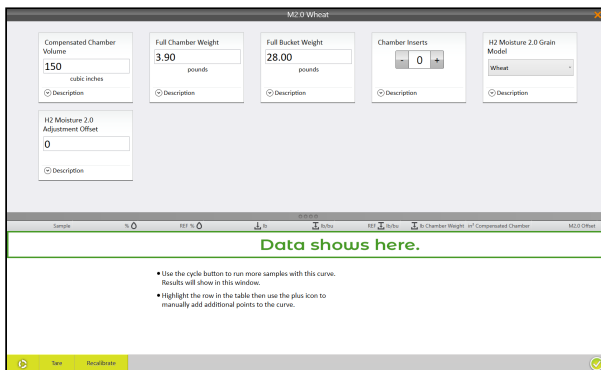 M2.0 Wheat
Compensated Chamber
Volume
150
cubic inches
Description
Full Chamber Weight
3.90
pounds
Description
Full Bucket Weight
28.00
pounds
Description
Chamber Inserts
- 0 +
Description
H2 Moisture 2.0 Grain
Model
Wheat
Description
H2 Moisture 2.0
Adjustment Offset
0
Description
Sample % REF % lb lb/bu REF lb/bu lb Chamber Weight in³ Compensated Chamber M2.0 Offset
Data shows here.
• Use the cycle button to run more samples with this curve.
Results will show in this window.
• Highlight the row in the table then use the plus icon to
manually add additional points to the curve.
Tare Recalibrate